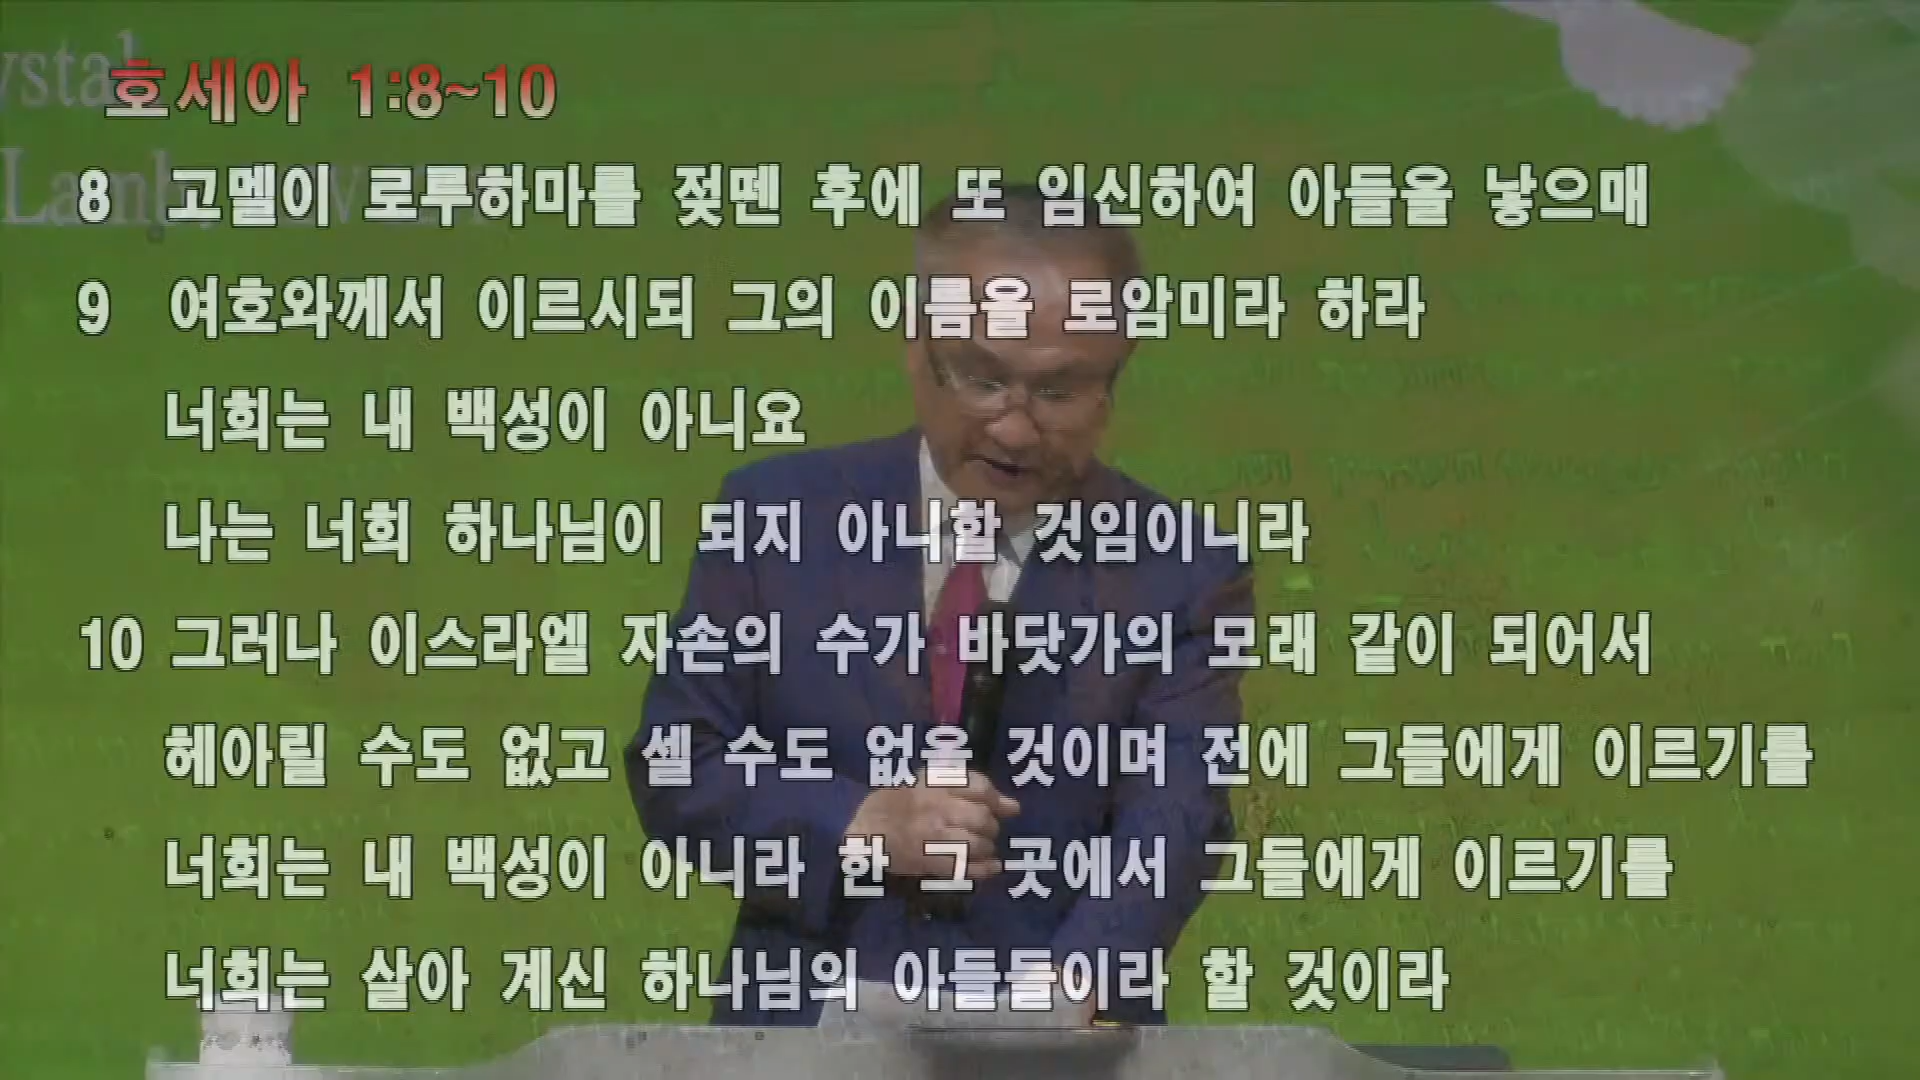 호세아 1:8~10
8 고멜이 로루하마를 젖뗀 후에 또 임신하여 아들을 낳으매
9 여호와께서 이르시되 그의 이름을 로암미라 하라
너희는 내 백성이 아니요
나는 너희 하나님이 되지 아니할 것임이니라
10 그러나 이스라엘 자손의 수가 바닷가의 모래 같이 되어서
헤아릴 수도 없고 셀 수도 없을 것이며 전에 그들에게 이르기를
너희는 내 백성이 아니라 한 그 곳에서 그들에게 이르기를
너희는 살아 계신 하나님의 아들들이라 할 것이라